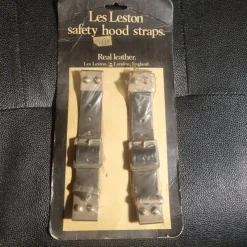 Les Leston
safety hood straps.
Real leather.
Les Leston, London, England.